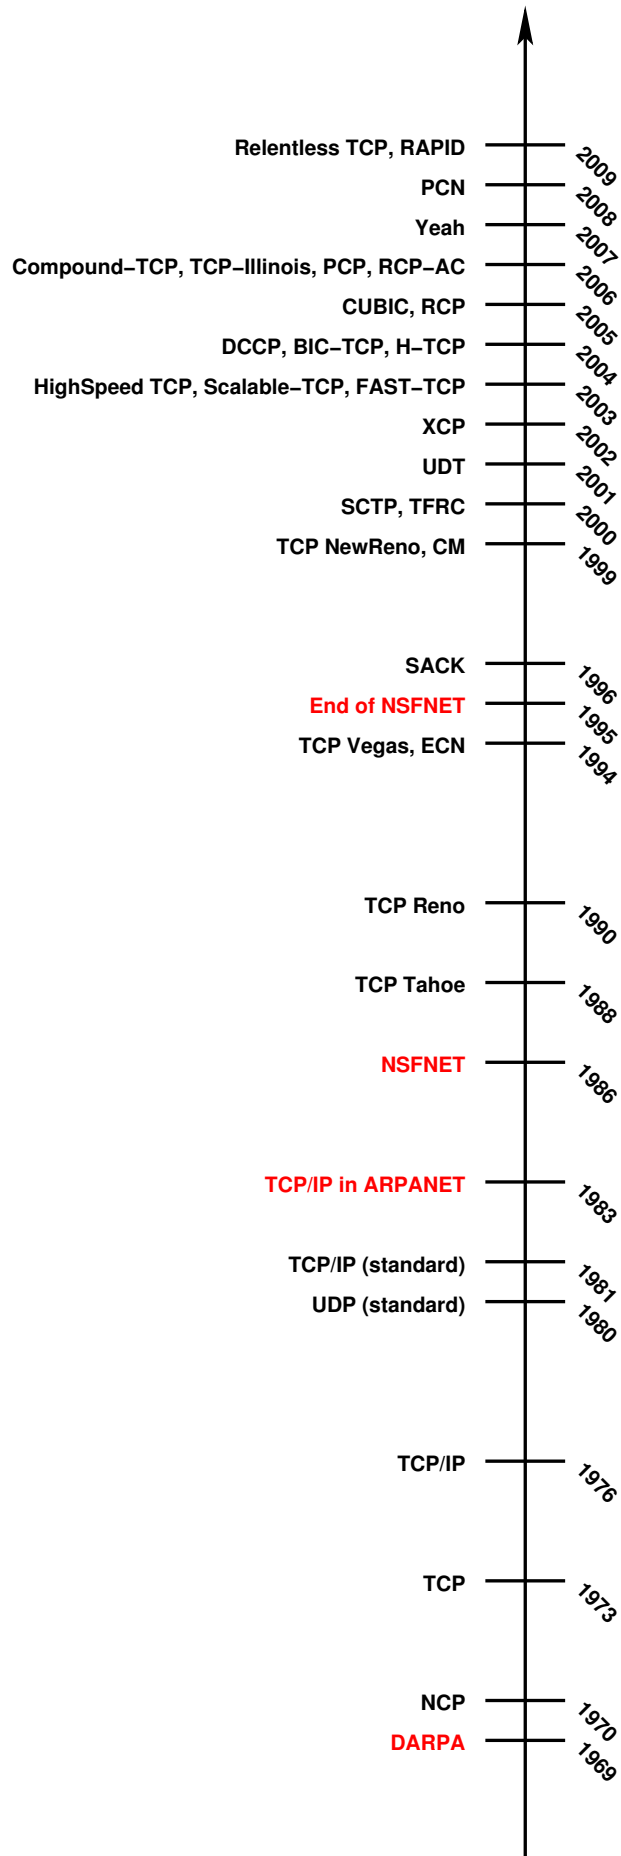 Relentless TCP, RAPID 2009
PCN 2008
Yeah 2007
Compound−TCP, TCP−Illinois, PCP, RCP−AC 2006
CUBIC, RCP 2005
DCCP, BIC−TCP, H−TCP 2004
HighSpeed TCP, Scalable−TCP, FAST−TCP 2003
XCP 2002
UDT 2001
SCTP, TFRC 2000
TCP NewReno, CM 1999
SACK 1996
End of NSFNET 1995
TCP Vegas, ECN 1994
TCP Reno 1990
TCP Tahoe 1988
NSFNET 1986
TCP/IP in ARPANET 1983
TCP/IP (standard) 1981
UDP (standard) 1980
TCP/IP 1976
TCP 1973
NCP 1970
DARPA 1969